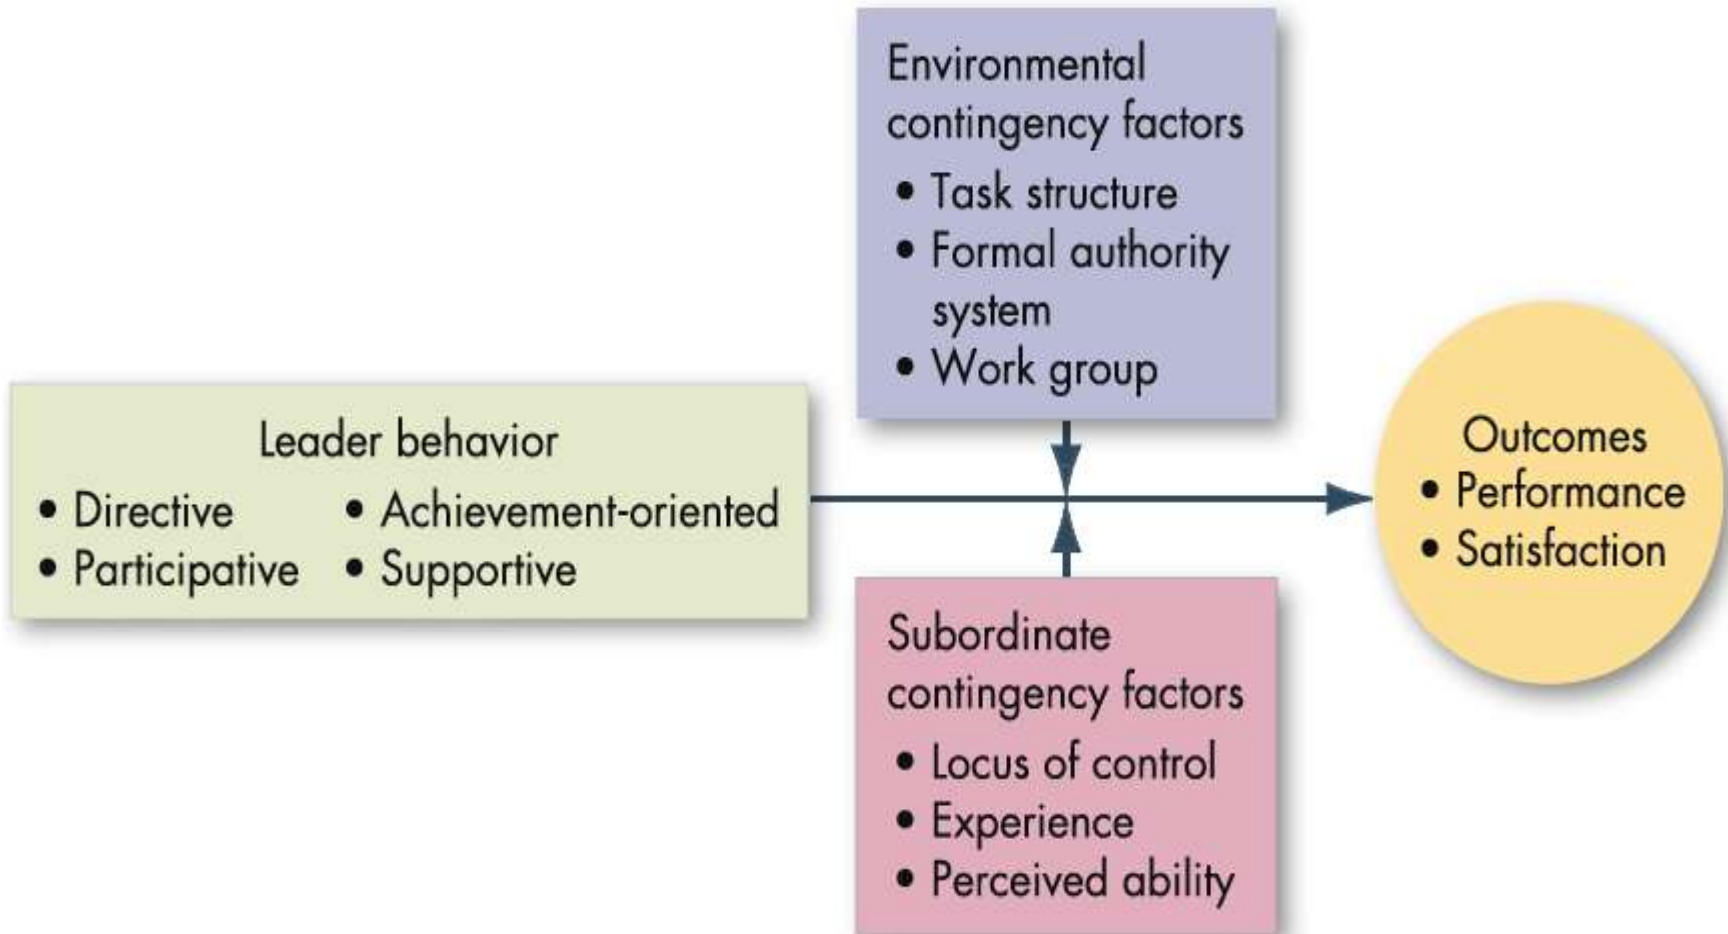 Environmental
contingency factors
• Task structure
• Formal authority
system
• Work group
Leader behavior
• Directive
• Achievement-oriented
• Participative
• Supportive
Outcomes
• Performance
• Satisfaction
Subordinate
contingency factors
• Locus of control
• Experience
• Perceived ability